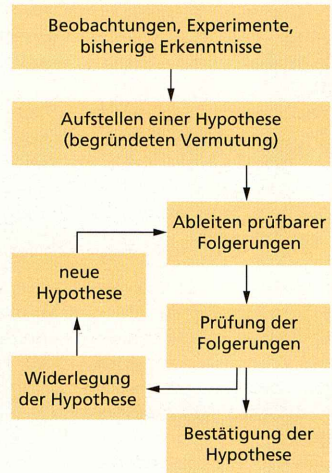 Beobachtungen, Experimente,
bisherige Erkenntnisse
Aufstellen einer Hypothese
(begründeten Vermutung)
Ableiten prüfbarer
Folgerungen
neue
Hypothese
Prüfung der
Folgerungen
Widerlegung
der Hypothese
Bestätigung der
Hypothese